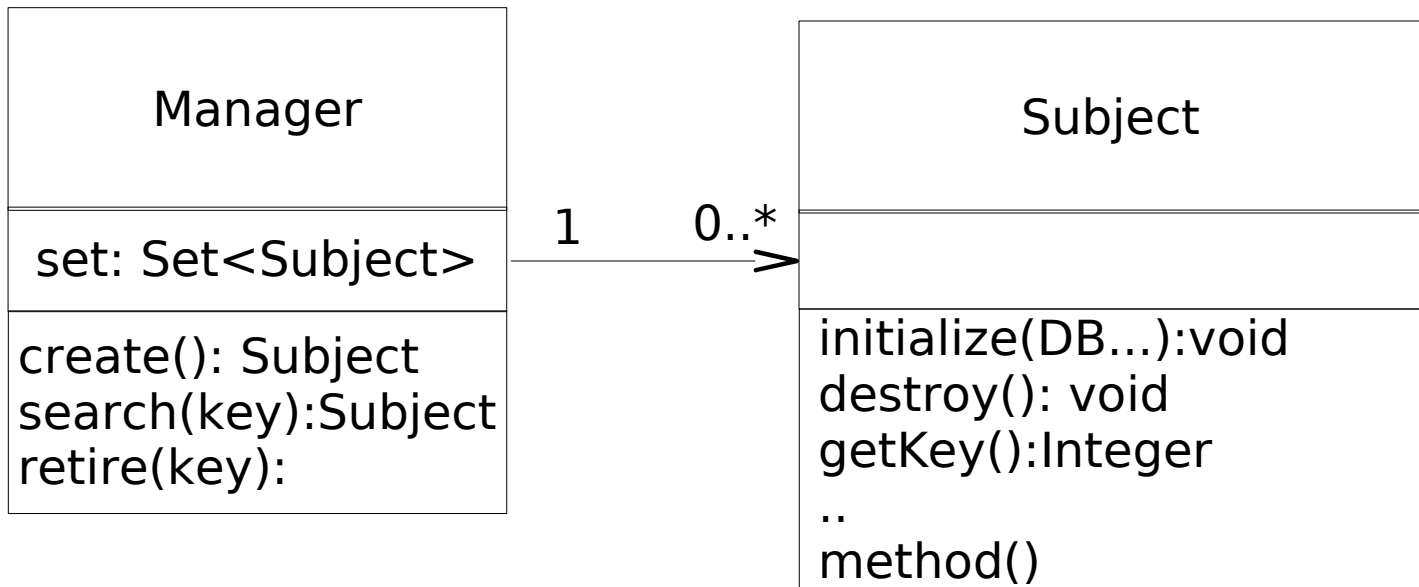 Manager
set: Set<Subject>
create(): Subject
search(key):Subject
retire(key):
1
0..*
Subject
initialize(DB...):void
destroy(): void
getKey():Integer
..
method()